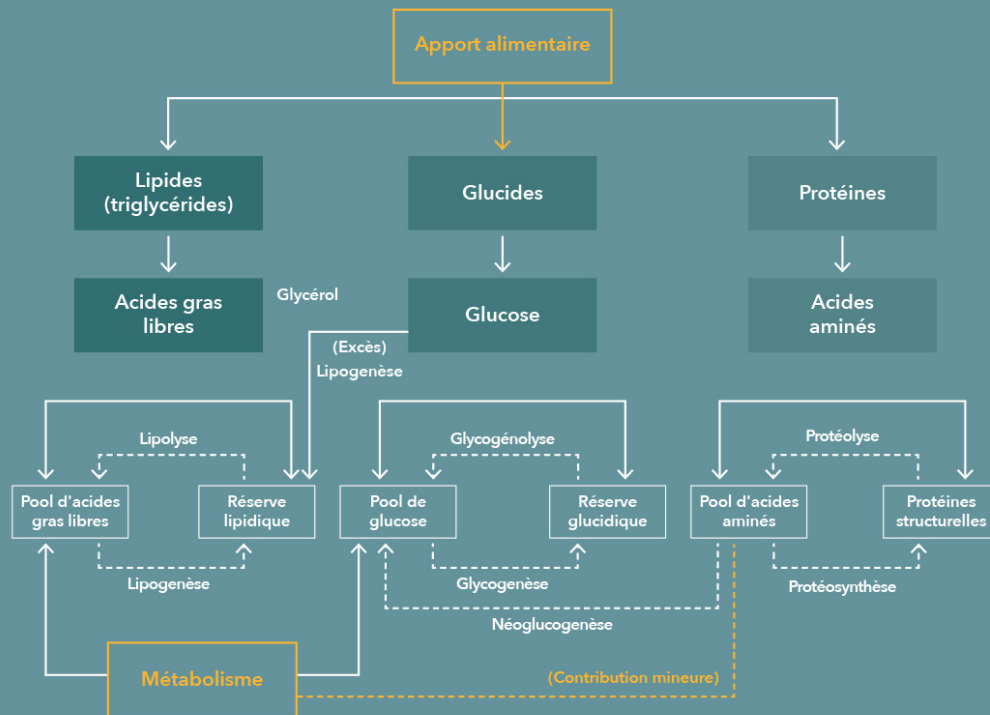 Apport alimentaire
Lipides
(triglycérides)
Glucides
Protéines
Acides gras
libres
Glycérol
Glucose
Acides
aminés
(Excès)
Lipogenèse
Lipolyse
Glycogénolyse
Protéolyse
Pool d'acides
gras libres
Réserve
lipidique
Pool de
glucose
Réserve
glucidique
Pool d'acides
aminés
Protéines
structurelles
Lipogenèse
Glycogenèse
Protéosynthèse
Néoglucogenèse
Métabolisme
(Contribution mineure)